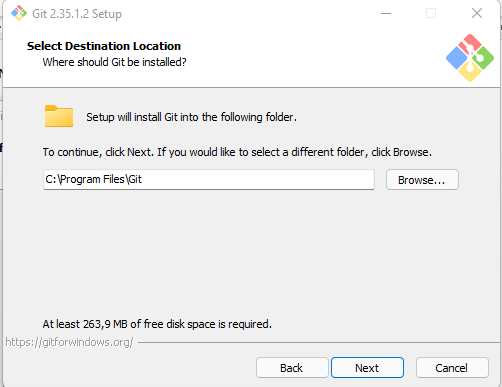 Git 2.35.1.2 Setup
Select Destination Location
Where should Git be installed?
Setup will install Git into the following folder.
To continue, click Next. If you would like to select a different folder, click Browse.
C:\Program Files\Git
Browse...
At least 263,9 MB of free disk space is required.
https://gitforwindows.org/
Back
Next
Cancel